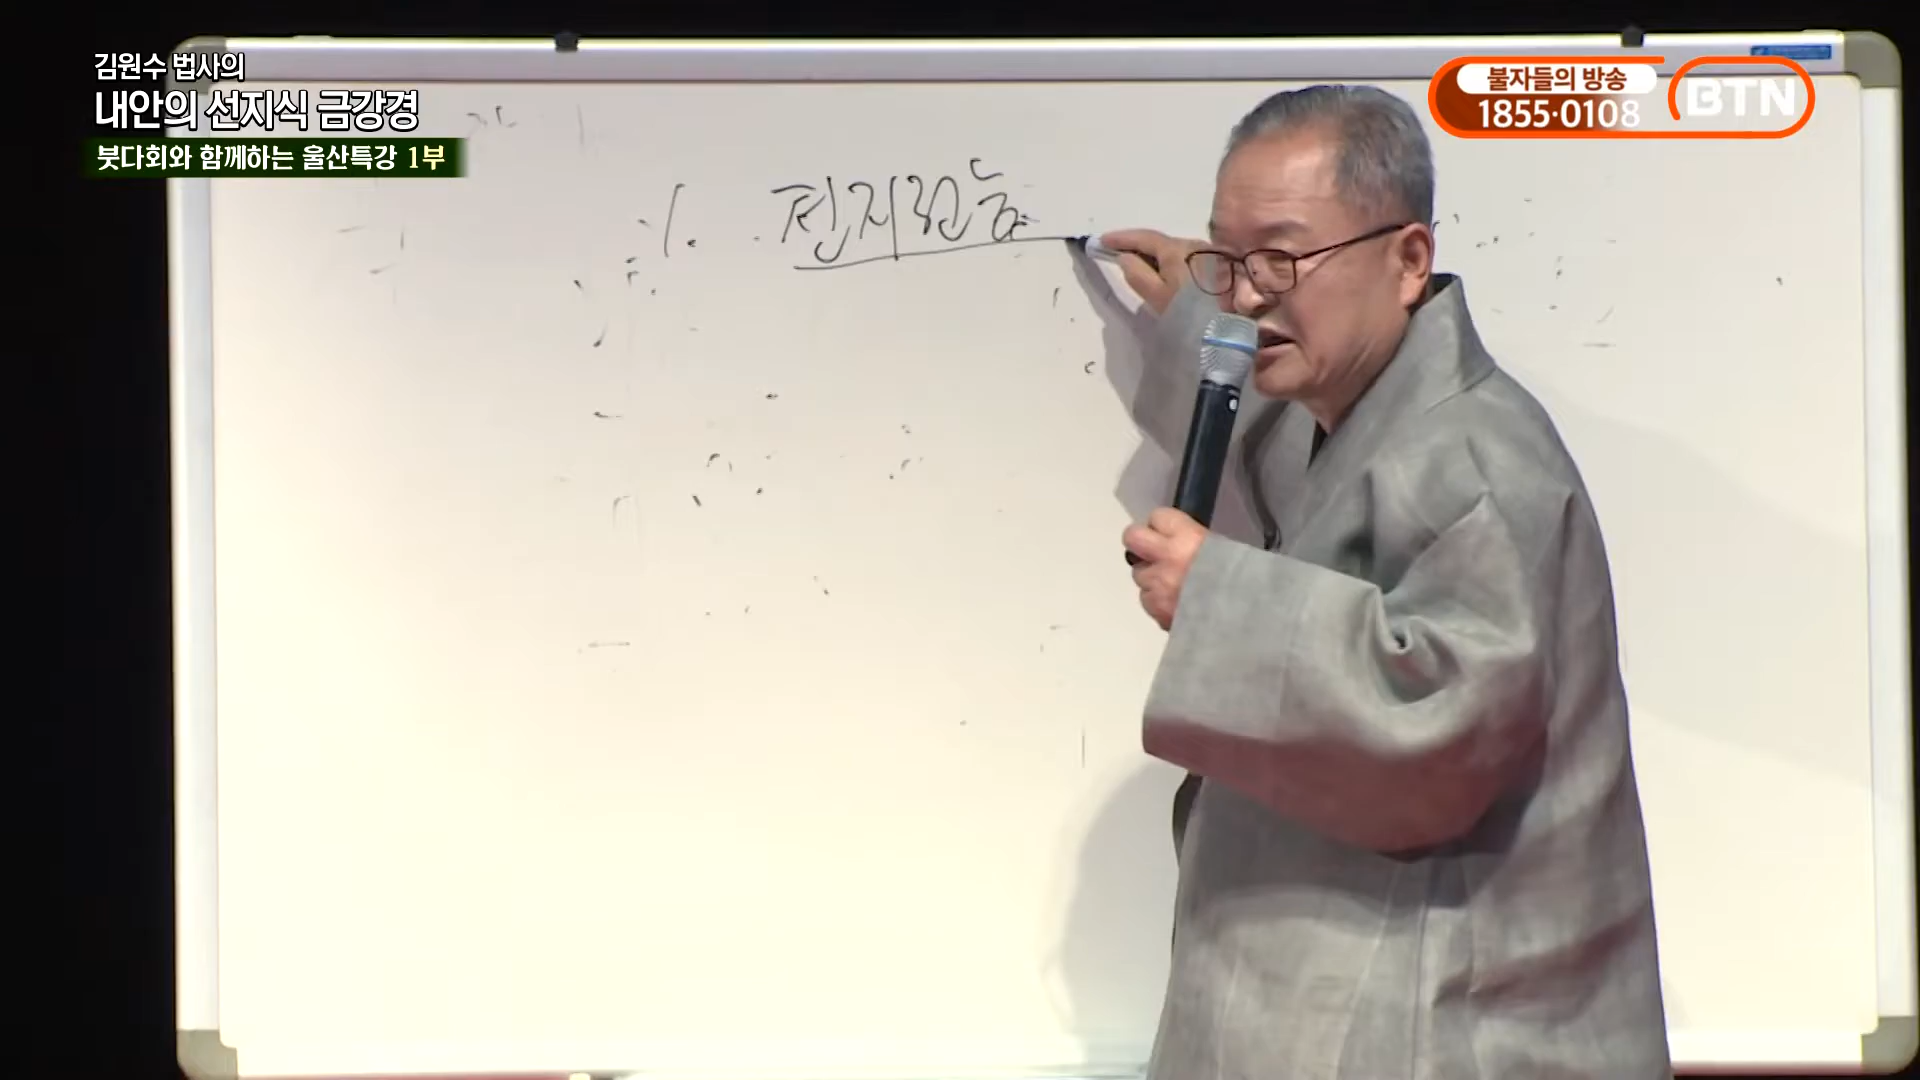 김원수 법사의
내안의 선지식 금강경
붓다회와 함께하는 울산특강 1부
불자들의 방송
1855·0108
BTN
1. 전지전능